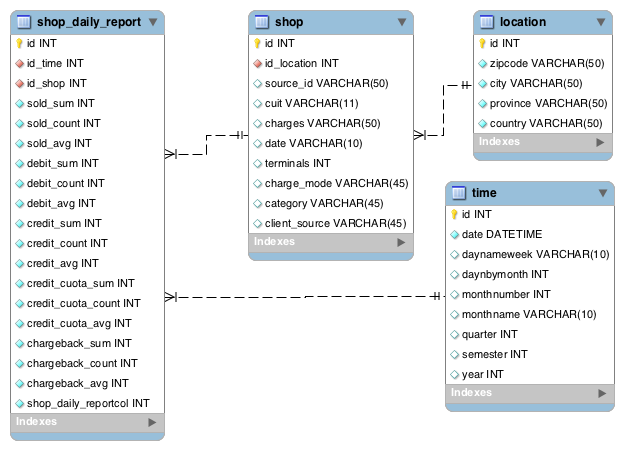 shop_daily_report
id INT
id_time INT
id_shop INT
sold_sum INT
sold_count INT
sold_avg INT
debit_sum INT
debit_count INT
debit_avg INT
credit_sum INT
credit_count INT
credit_avg INT
credit_cuota_sum INT
credit_cuota_count INT
credit_cuota_avg INT
chargeback_sum INT
chargeback_count INT
chargeback_avg INT
shop_daily_reportcol INT
Indexes
shop
id INT
id_location INT
source_id VARCHAR(50)
cuit VARCHAR(11)
charges VARCHAR(50)
date VARCHAR(10)
terminals INT
charge_mode VARCHAR(45)
category VARCHAR(45)
client_source VARCHAR(45)
Indexes
location
id INT
zipcode VARCHAR(50)
city VARCHAR(50)
province VARCHAR(50)
country VARCHAR(50)
Indexes
time
id INT
date DATETIME
daynameweek VARCHAR(10)
daynbymonth INT
monthnumber INT
monthname VARCHAR(10)
quarter INT
semester INT
year INT
Indexes